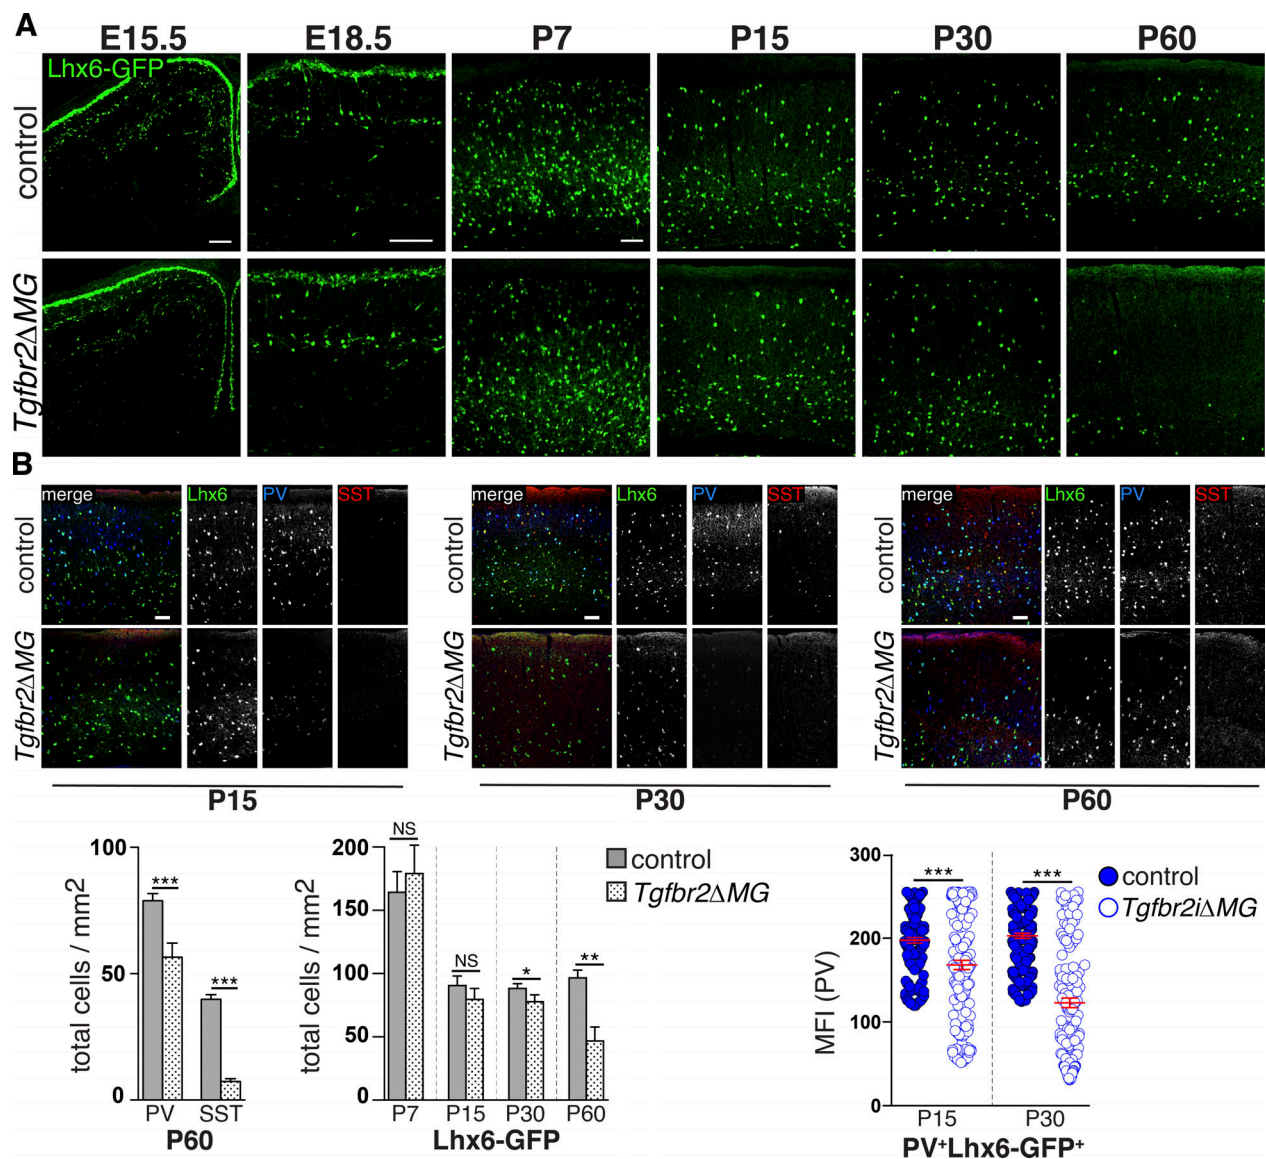 A
E15.5 E18.5 P7 P15 P30 P60
Lhx6-GFP
control
Tgfbr2ΔMG
B
merge Lhx6 PV SST merge Lhx6 PV SST merge Lhx6 PV SST
control control control
Tgfbr2ΔMG Tgfbr2ΔMG Tgfbr2ΔMG
P15 P30 P60
total cells / mm2
100
50
0
***
***
PV SST
P60
total cells / mm2
200
150
100
50
0
NS
NS
*
**
P7 P15 P30 P60
Lhx6-GFP
control
Tgfbr2ΔMG
MFI (PV)
300
200
100
0
***
***
P15 P30
PV+Lhx6-GFP+
control
Tgfbr2iΔMG